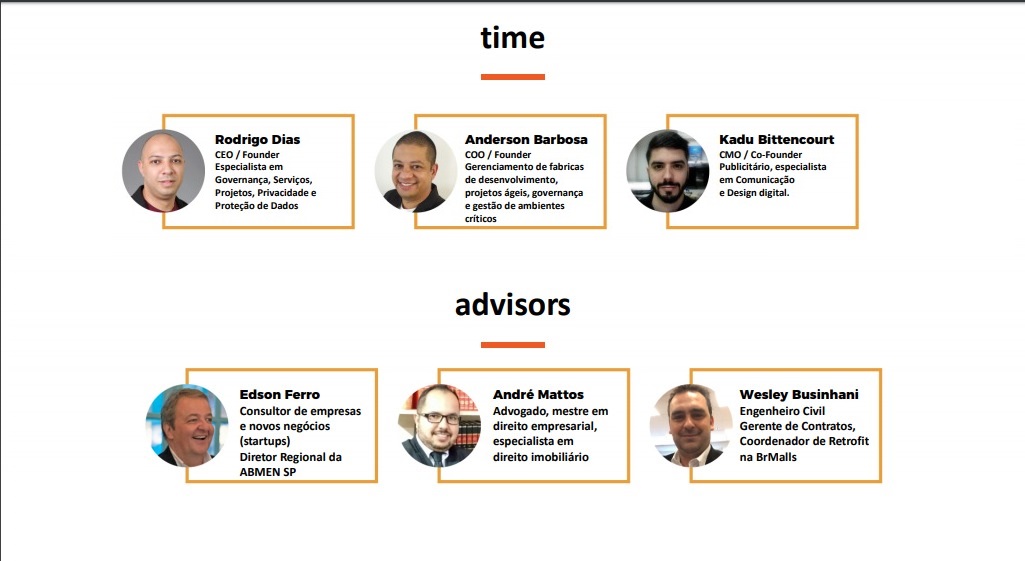 time
Rodrigo Dias
CEO / Founder
Especialista em
Governança, Serviços,
Projetos, Privacidade e
Proteção de Dados
Anderson Barbosa
COO / Founder
Gerenciamento de fabricas
de desenvolvimento,
projetos ágeis, governança
e gestão de ambientes
críticos
Kadu Bittencourt
CMO / Co-Founder
Publicitário, especialista
em Comunicação
e Design digital.
advisors
Edson Ferro
Consultor de empresas
e novos negócios
(startups)
Diretor Regional da
ABMEN SP
André Mattos
Advogado, mestre em
direito empresarial,
especialista em
direito imobiliário
Wesley Businhani
Engenheiro Civil
Gerente de Contratos,
Coordenador de Retrofit
na BrMalls